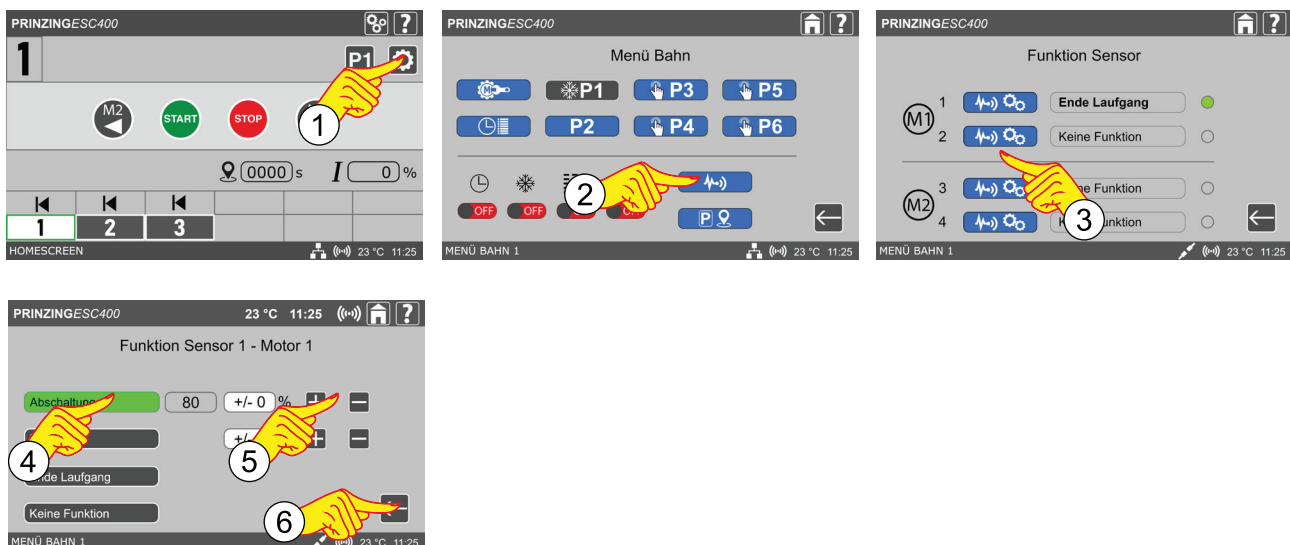 PRINZINGESC400 ?
1 P1
1
M2 START STOP
0000 s I 0 %
1 2 3
HOMESCREEN 23 °C 11:25
PRINZINGESC400 ?
Menü Bahn
M P1 P3 P5
P2 P4 P6
2
OFF OFF
P
MENÜ BAHN 1 23 °C 11:25
PRINZINGESC400 ?
Funktion Sensor
M1
1 Ende Laufgang
2 Keine Funktion
M2
3 Funktion
4
3
MENÜ BAHN 1 23 °C 11:25
PRINZINGESC400 23 °C 11:25 ?
Funktion Sensor 1 - Motor 1
Abschaltung 80 +/- 0 % + −
+/- + −
4
5
Ende Laufgang
Keine Funktion
6
MENÜ BAHN 1 23 °C 11:25